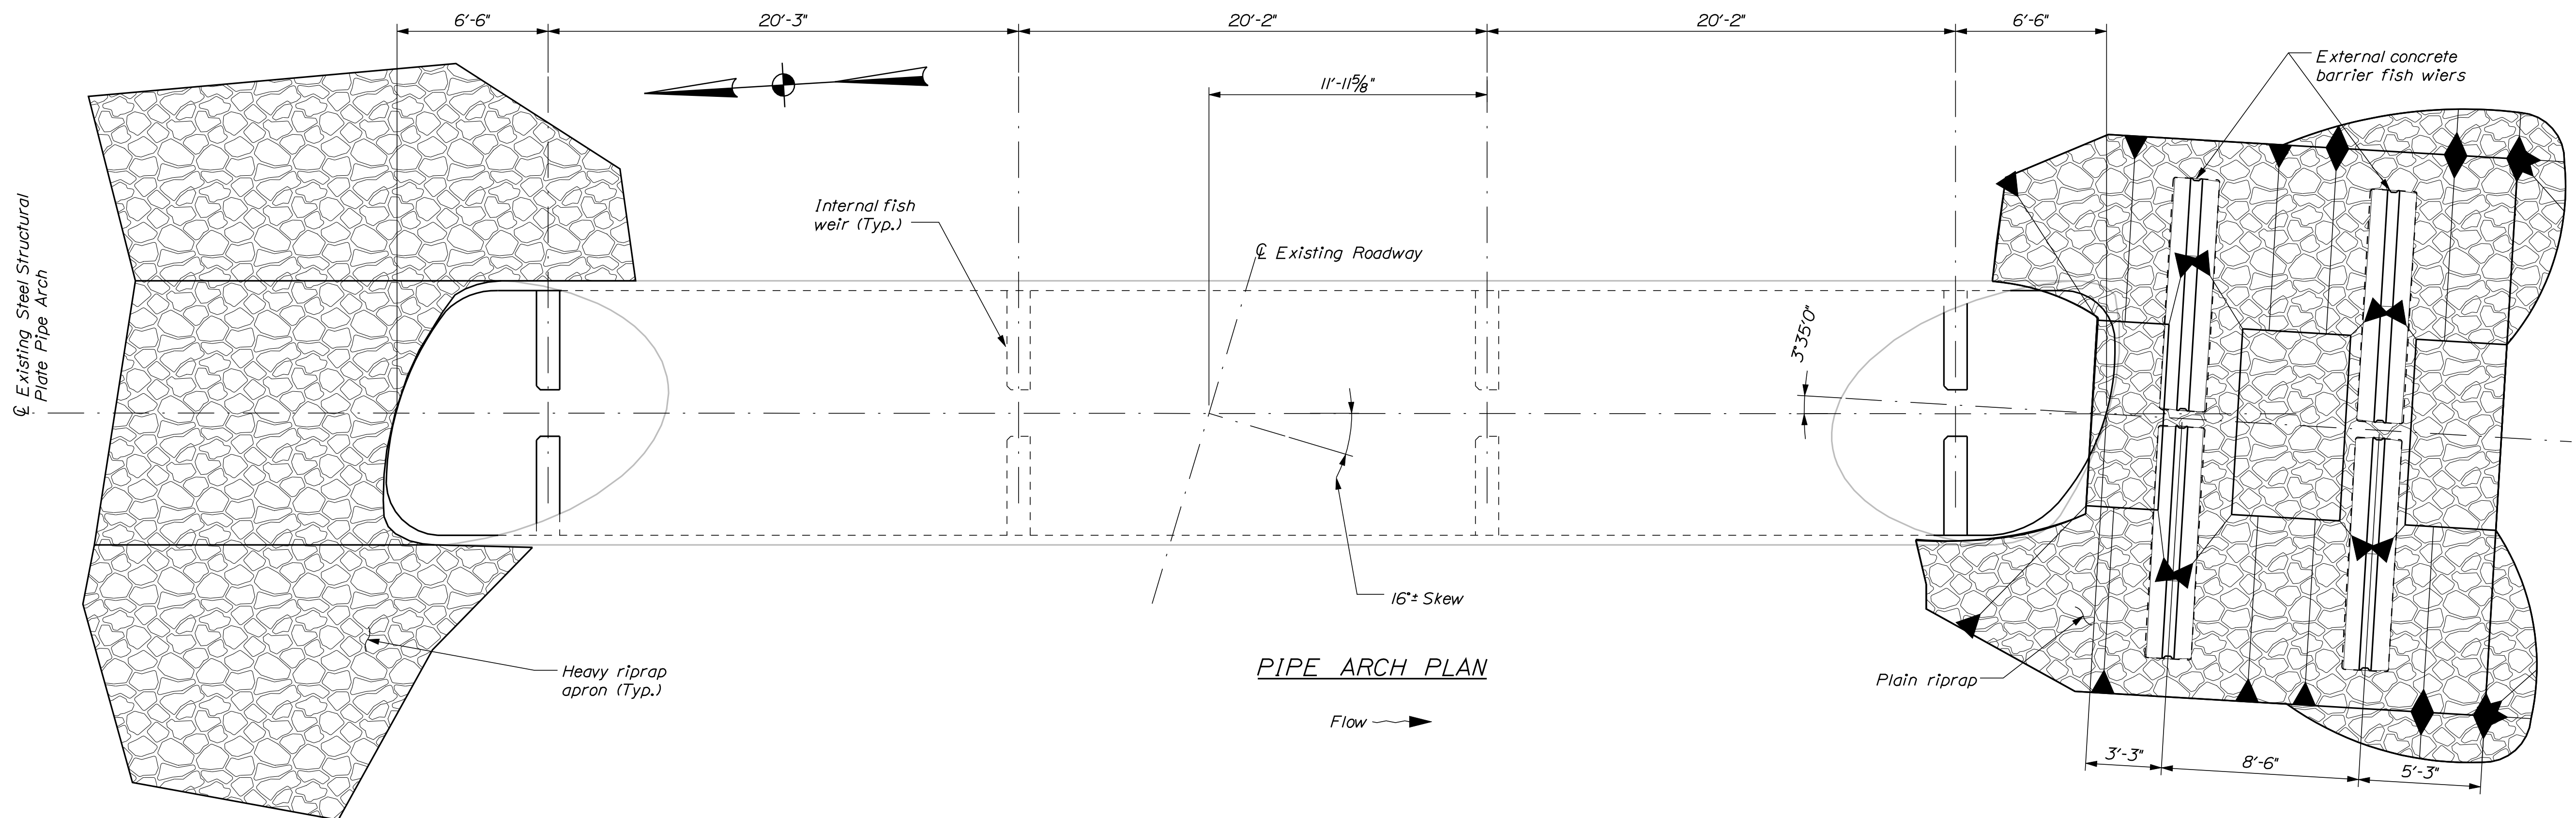 6'-6"
20'-3"
20'-2"
20'-2"
6'-6"
11'-11⅝"
External concrete
barrier fish wiers
Internal fish
weir (Typ.)
℄ Existing Roadway
℄ Existing Steel Structural
Plate Pipe Arch
3°35'0"
16°± Skew
Heavy riprap
apron (Typ.)
PIPE ARCH PLAN
Plain riprap
Flow
3'-3"
8'-6"
5'-3"